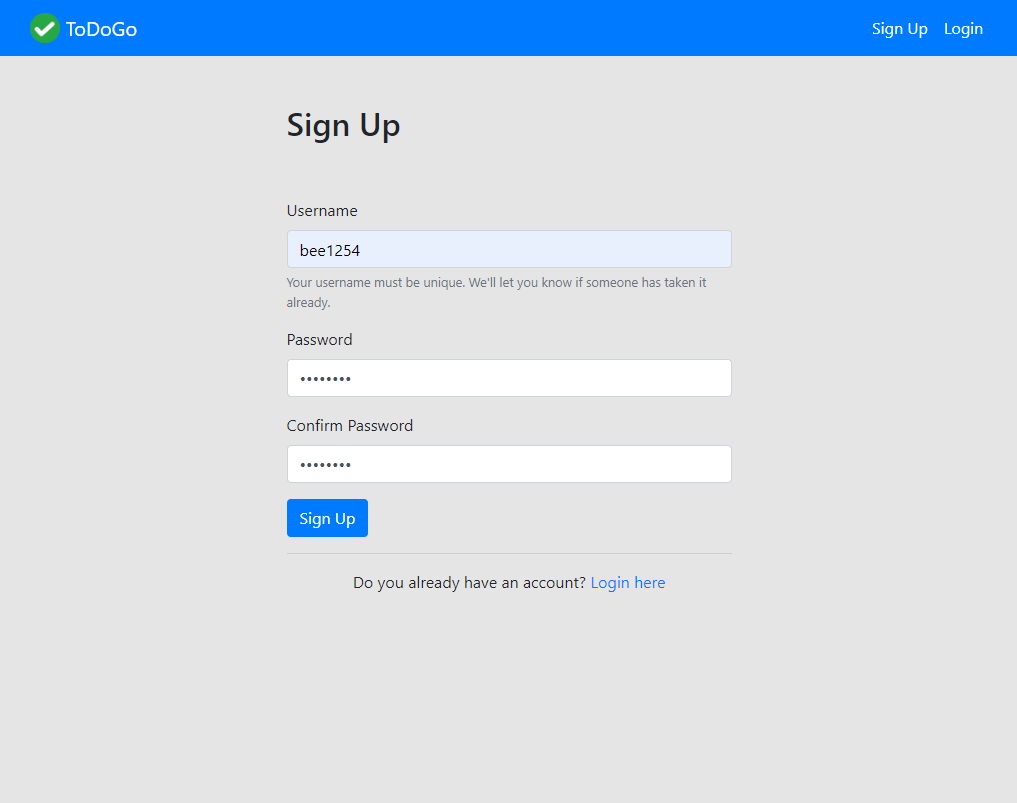 ToDoGo
Sign Up
Login
Sign Up
Username
bee1254
Your username must be unique. We'll let you know if someone has taken it
already.
Password
••••••••
Confirm Password
••••••••
Sign Up
Do you already have an account? Login here